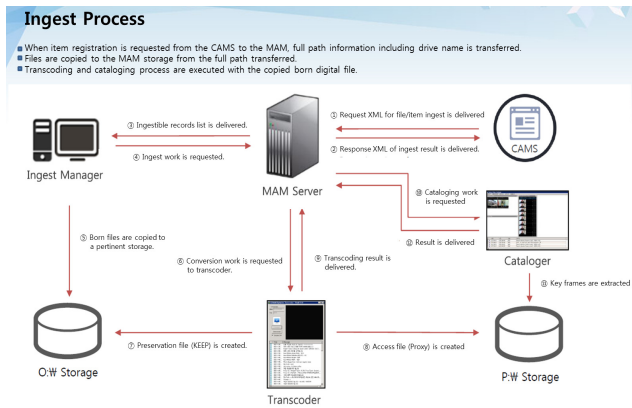 Ingest Process
When item registration is requested from the CAMS to the MAM, full path information including drive name is transferred.
Files are copied to the MAM storage from the full path transferred.
Transcoding and cataloging process are executed with the copied born digital file.
③ Ingestible records list is delivered.
① Request XML for file/item ingest is delivered
④ Ingest work is requested.
② Response XML of ingest result is delivered.
CAMS
Ingest Manager
MAM Server
⑩ Cataloging work
is requested
⑤ Born files are copied to
a pertinent storage.
⑥ Conversion work is requested
to transcoder.
⑨ Transcoding result is
delivered.
⑫ Result is delivered
Cataloger
⑪ Key frames are extracted
⑦ Preservation file (KEEP) is created.
⑧ Access file (Proxy) is created
O:₩ Storage
P:₩ Storage
Transcoder